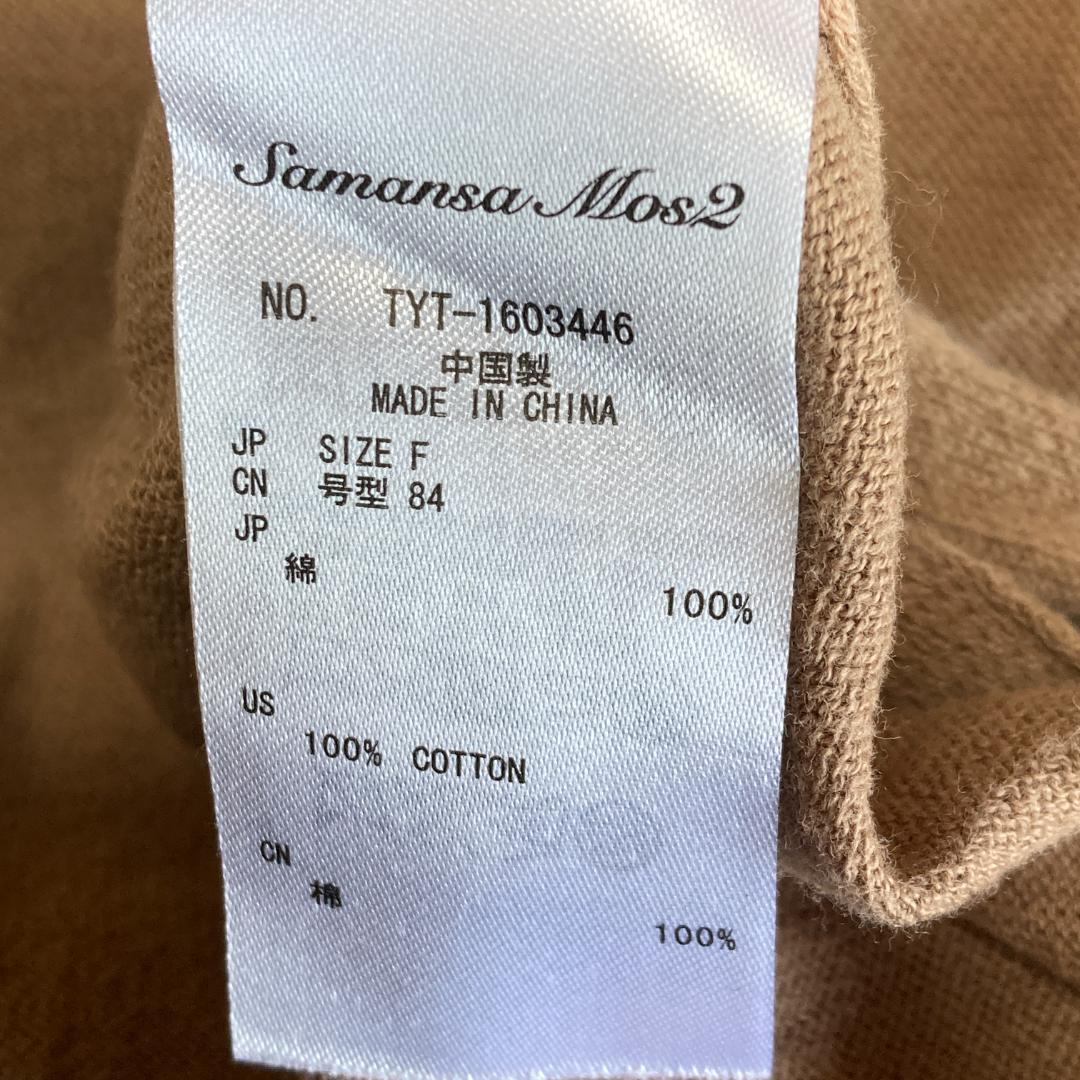 Samansa Mos2
NO. TYT-1603446
中国製
MADE IN CHINA
JP SIZE F
CN 号型 84
JP
綿 100%
US
100% COTTON
CN
棉 100%